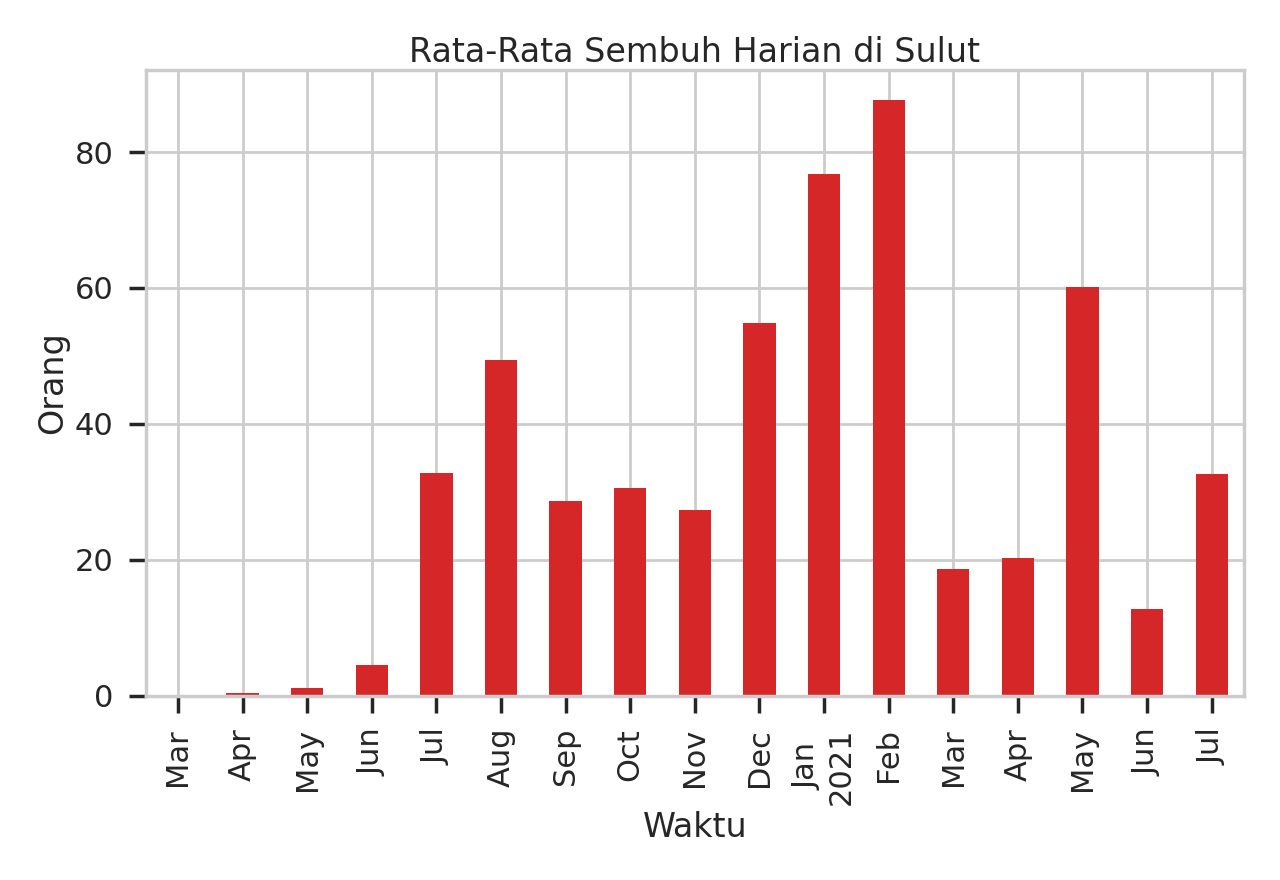 Rata-Rata Sembuh Harian di Sulut
Orang
80
60
40
20
0
Mar
Apr
May
Jun
Jul
Aug
Sep
Oct
Nov
Dec
Jan
2021
Feb
Mar
Apr
May
Jun
Jul
Waktu